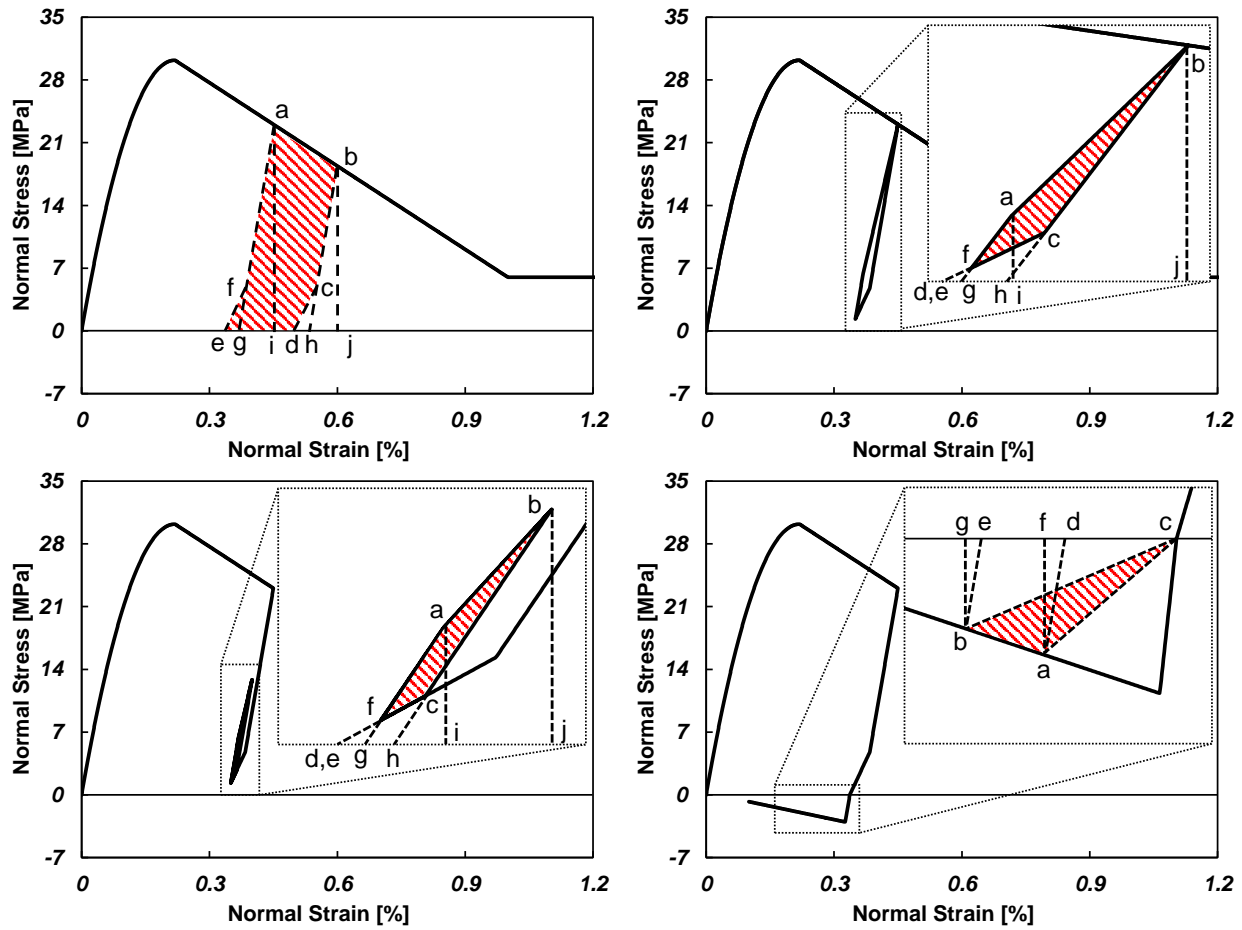 35
28
21
14
7
0
-7
Normal Stress [MPa]
a
b
f
c
e g i d h j
0 0.3 0.6 0.9 1.2
Normal Strain [%]
35
28
21
14
7
0
-7
Normal Stress [MPa]
b
a
c
f
j
d,e g h i
0 0.3 0.6 0.9 1.2
Normal Strain [%]
35
28
21
14
7
0
-7
Normal Stress [MPa]
b
a
f c
i j
d,e g h
0 0.3 0.6 0.9 1.2
Normal Strain [%]
35
28
21
14
7
0
-7
Normal Stress [MPa]
g e f d c
b
a
0 0.3 0.6 0.9 1.2
Normal Strain [%]